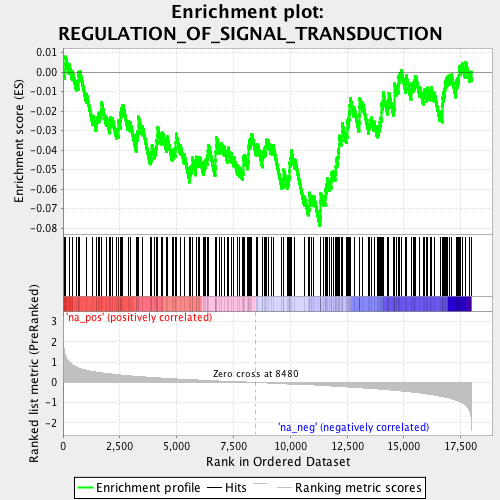 Enrichment plot:
REGULATION_OF_SIGNAL_TRANSDUCTION
Enrichment score (ES)
0.01
0.00
-0.01
-0.02
-0.03
-0.04
-0.05
-0.06
-0.07
-0.08
Ranked list metric (PreRanked)
'na_pos' (positively correlated)
3
2
1
0
-1
-2
Zero cross at 8480
'na_neg' (negatively correlated)
0
2,500
5,000
7,500
10,000
12,500
15,000
17,500
Rank in Ordered Dataset
Enrichment profile
Hits
Ranking metric scores